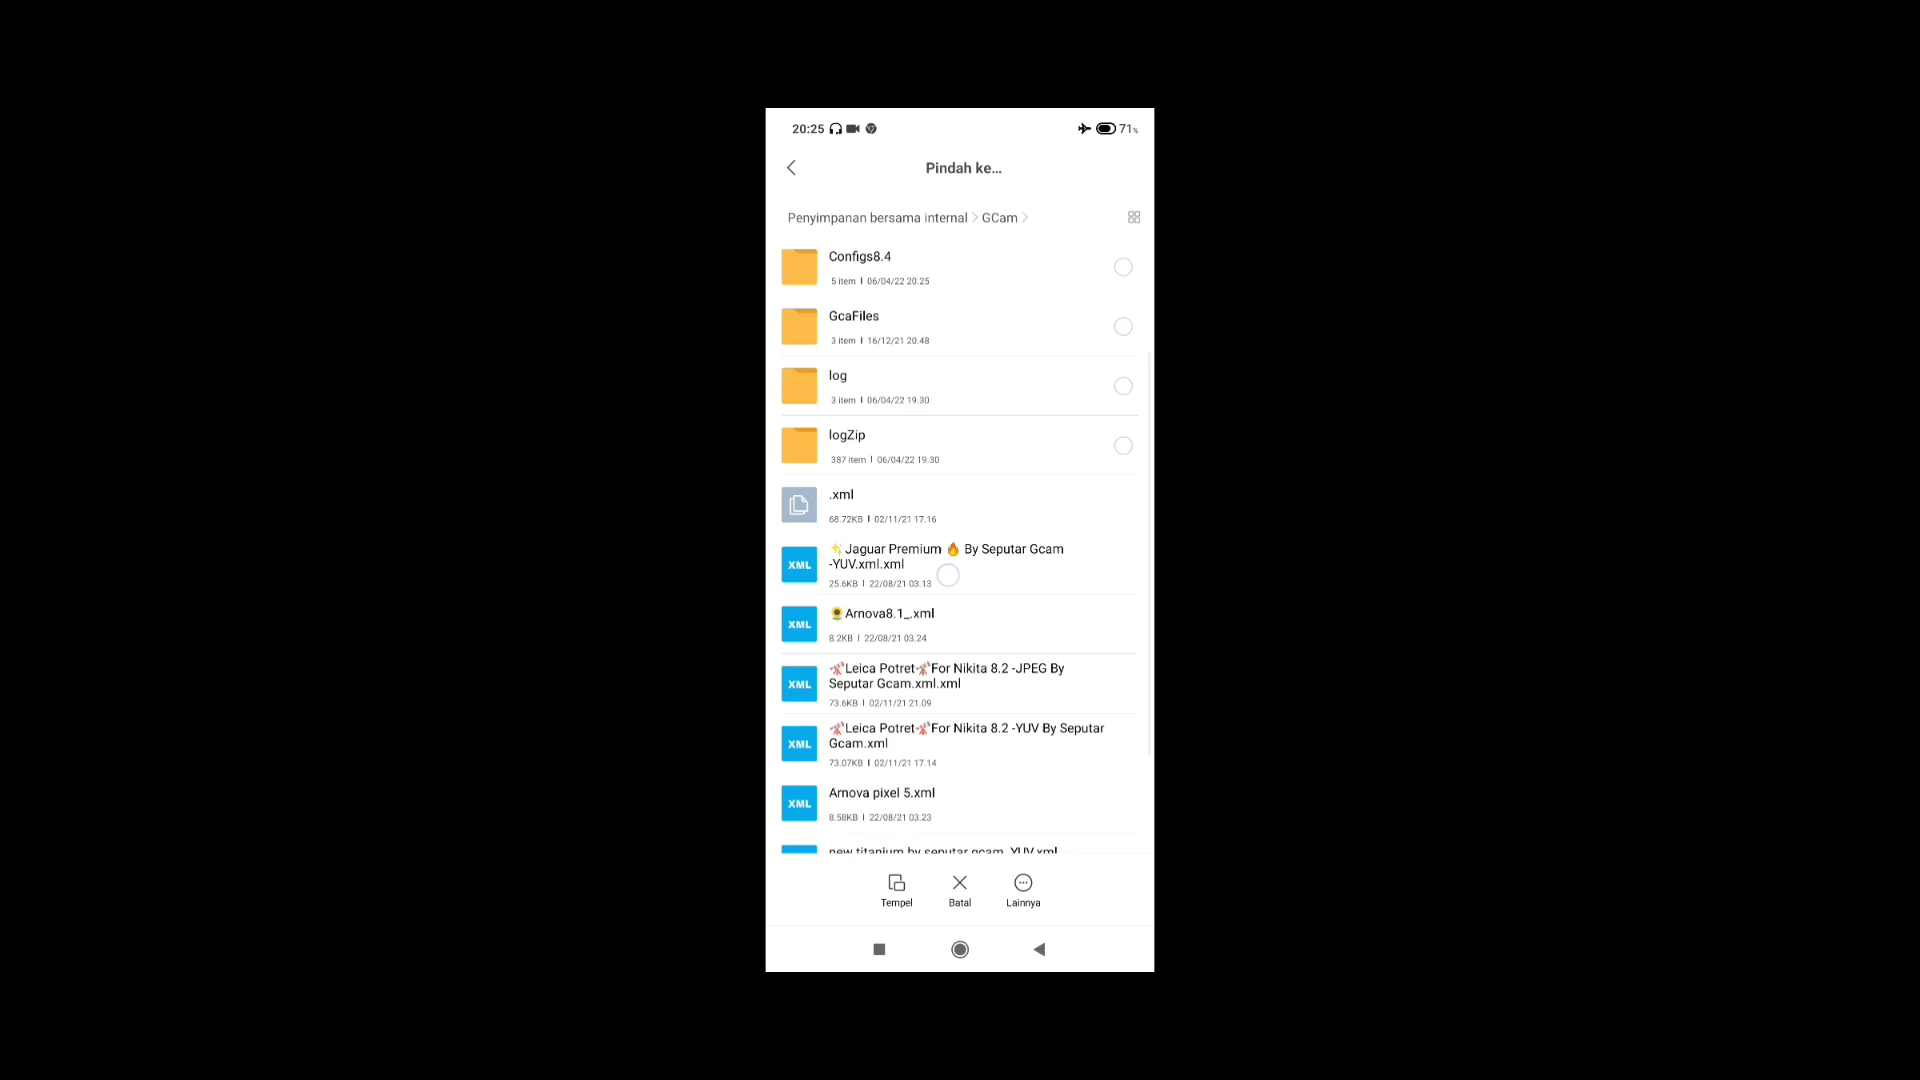 20:25 71%
Pindah ke...
Penyimpanan bersama internal > GCam >
Configs8.4
5 item | 06/04/22 20.25
GcaFiles
3 item | 16/12/21 20.48
log
3 item | 06/04/22 19.30
logZip
387 item | 06/04/22 19.30
.xml
68.72KB | 02/11/21 17.16
✨Jaguar Premium 🔥 By Seputar Gcam
-YUV.xml.xml
XML
25.6KB | 22/08/21 03.13
🌻Arnova8.1_.xml
XML
8.2KB | 22/08/21 03.24
Leica Potret For Nikita 8.2 -JPEG By
Seputar Gcam.xml.xml
XML
73.6KB | 02/11/21 21.09
Leica Potret For Nikita 8.2 -YUV By Seputar
Gcam.xml
XML
73.07KB | 02/11/21 17.14
Arnova pixel 5.xml
XML
8.58KB | 22/08/21 03.23
new titanium by seputar gcam_YUV.xml
Tempel Batal Lainnya